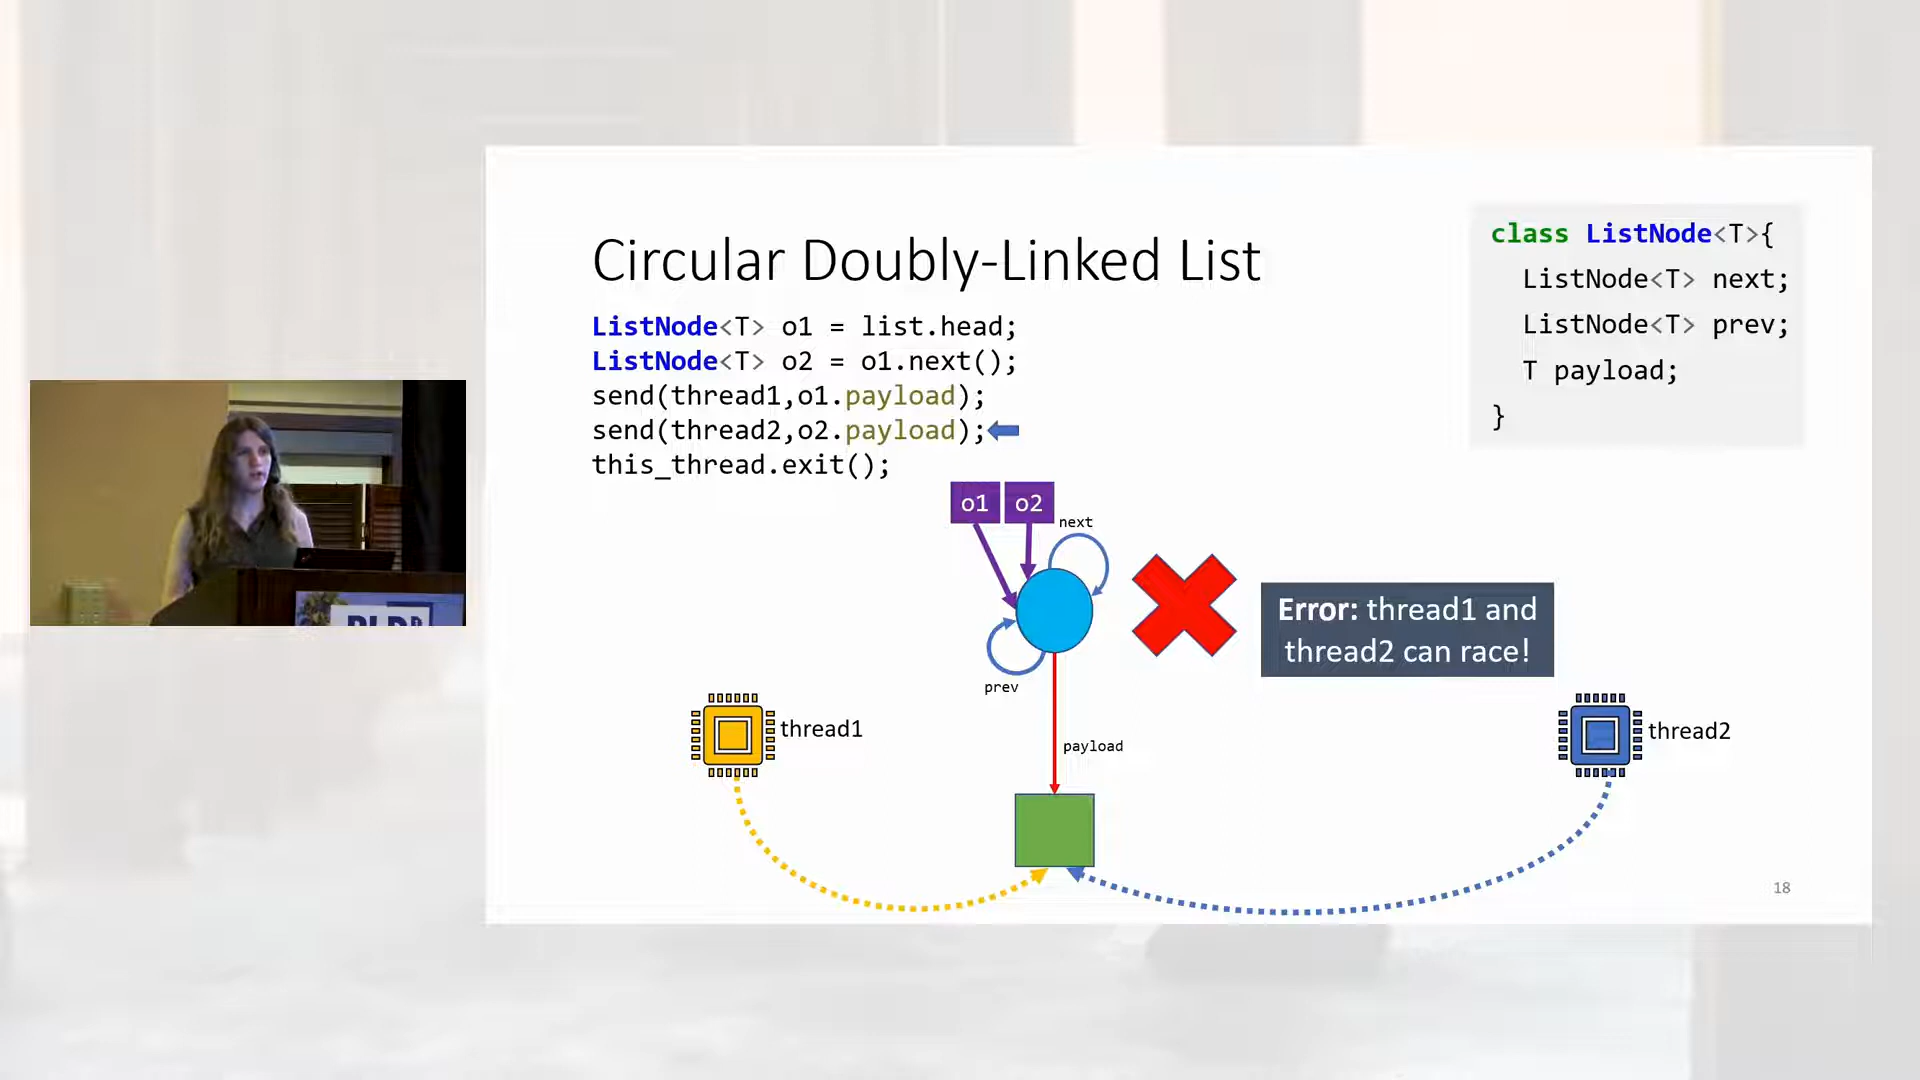 Circular Doubly-Linked List
ListNode<T> o1 = list.head;
ListNode<T> o2 = o1.next();
send(thread1,o1.payload);
send(thread2,o2.payload);
this_thread.exit();
class ListNode<T>{
ListNode<T> next;
ListNode<T> prev;
T payload;
}
o1
o2
next
prev
Error: thread1 and
thread2 can race!
thread1
thread2
payload
18